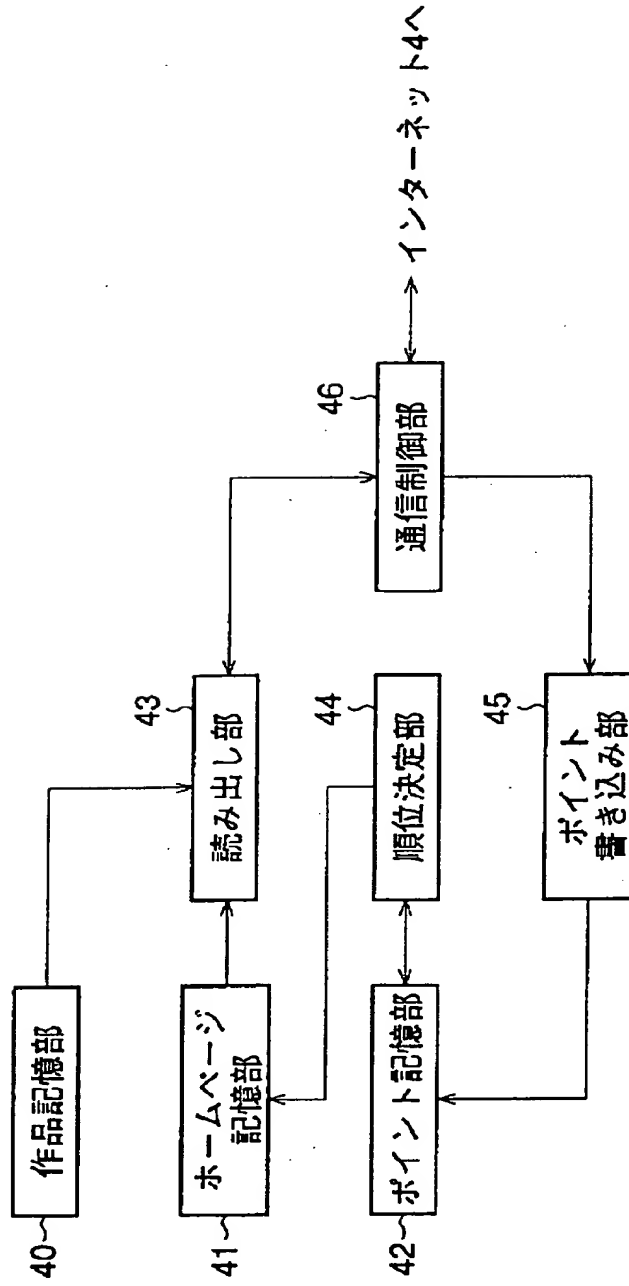 40
作品記憶部
41
ホームページ
記憶部
42
ポイント記憶部
43
読み出し部
44
順位決定部
45
ポイント
書き込み部
46
通信制御部
インターネット4へ